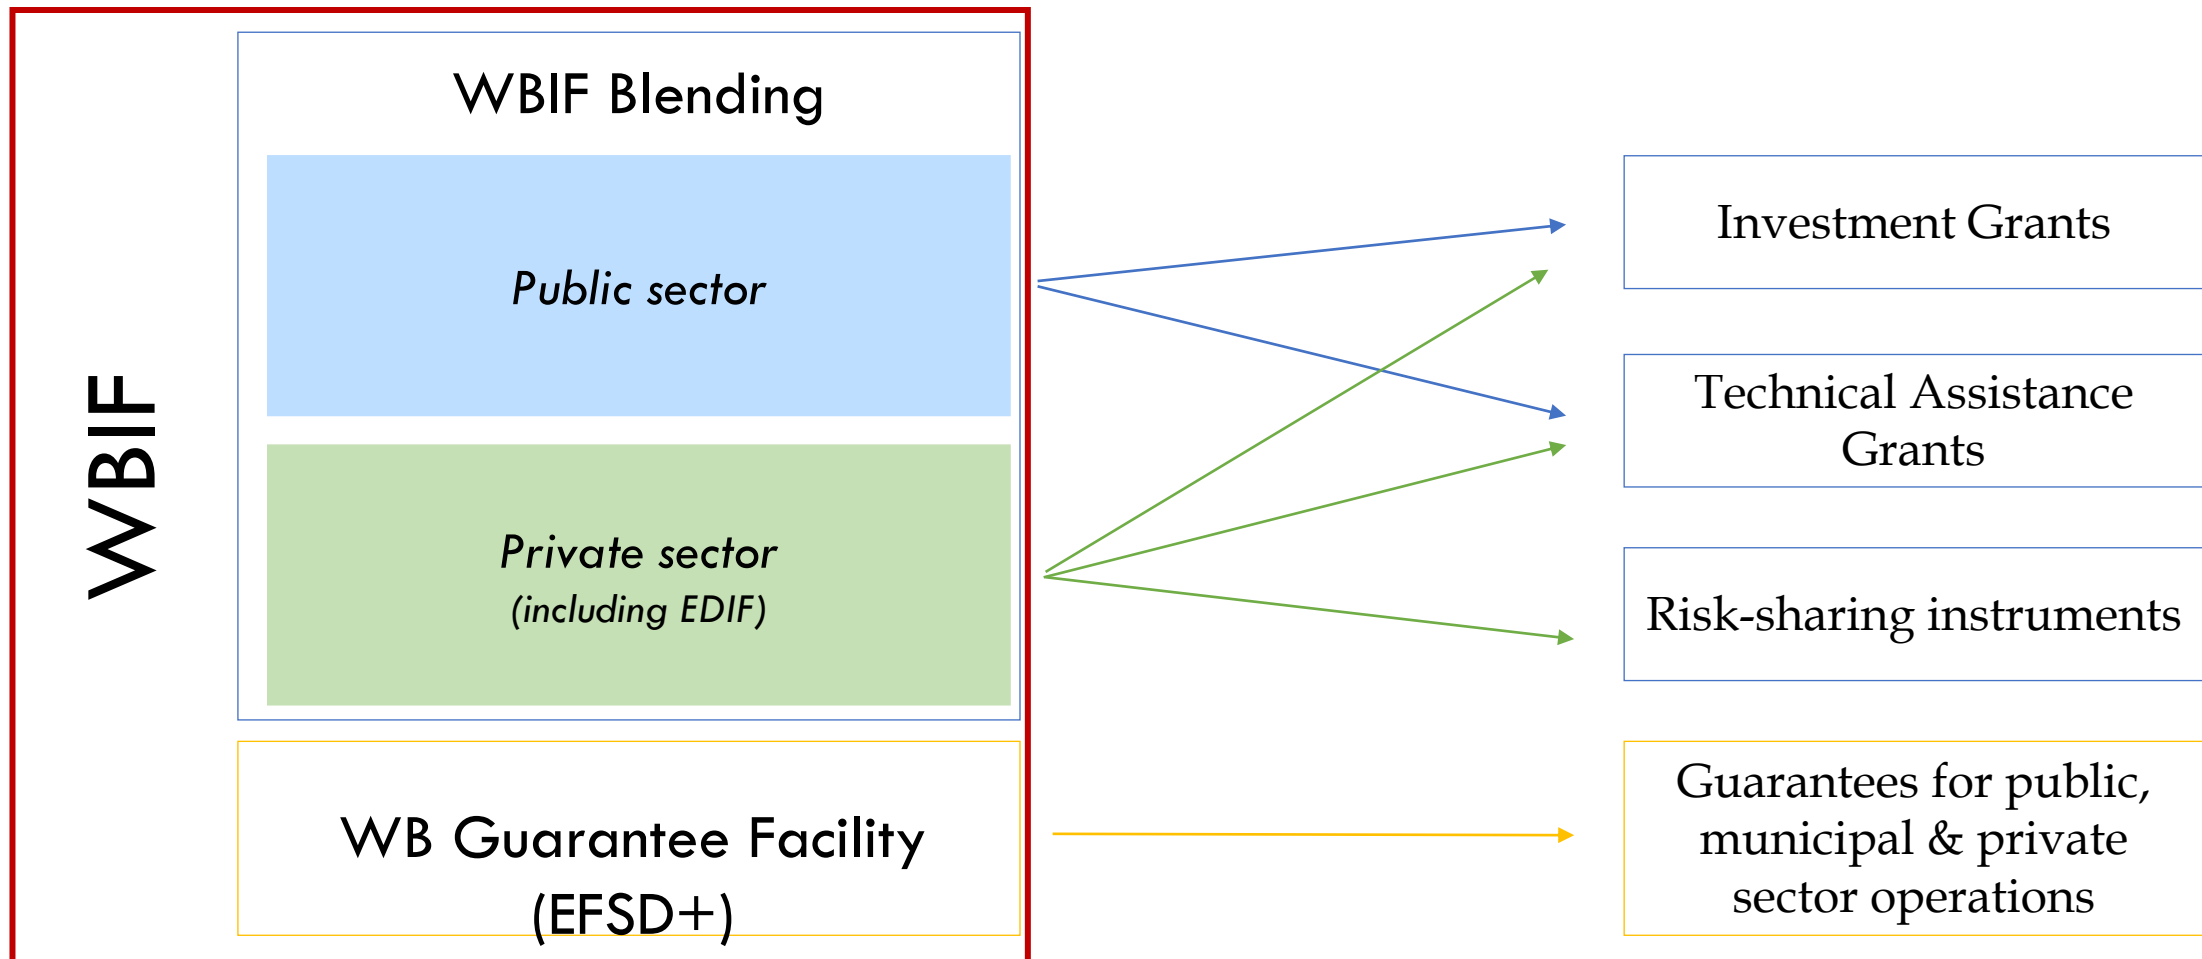 WBIF
WBIF Blending
Public sector
Private sector
(including EDIF)
WB Guarantee Facility
(EFSD+)
Investment Grants
Technical Assistance
Grants
Risk-sharing instruments
Guarantees for public,
municipal & private
sector operations